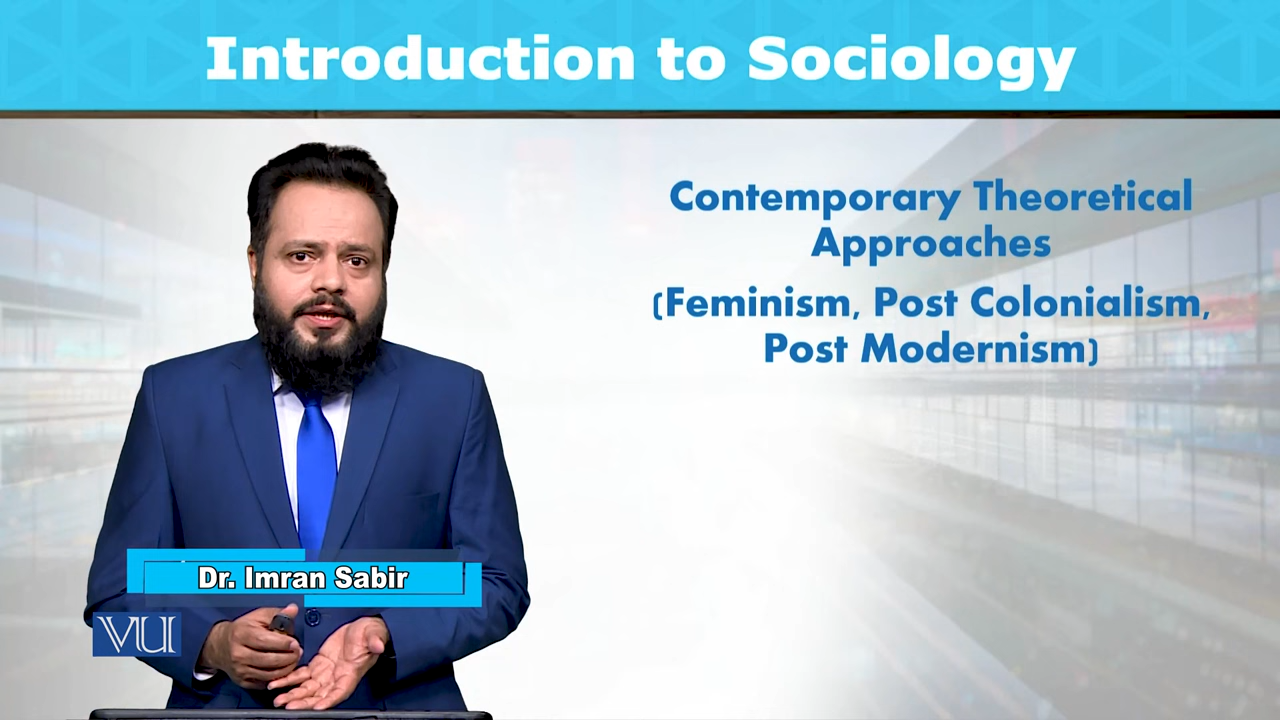 Introduction to Sociology
Contemporary Theoretical
Approaches
(Feminism, Post Colonialism,
Post Modernism)
Dr. Imran Sabir
VU